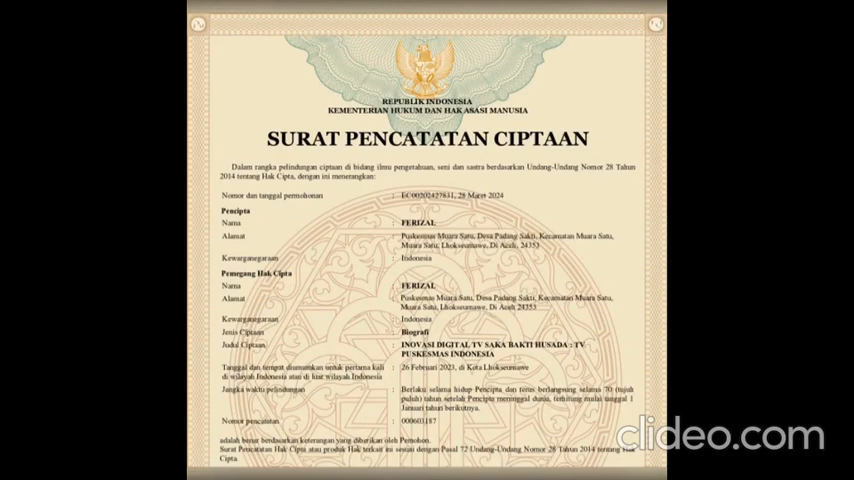 REPUBLIK INDONESIA
KEMENTERIAN HUKUM DAN HAK ASASI MANUSIA
SURAT PENCATATAN CIPTAAN
Dalam rangka pelindungan ciptaan di bidang ilmu pengetahuan, seni dan sastra berdasarkan Undang-Undang Nomor 28 Tahun
2014 tentang Hak Cipta, dengan ini menerangkan:
Nomor dan tanggal permohonan : EC00202427831, 28 Maret 2024
Pencipta
Nama : FERIZAL
Alamat : Puskesmas Muara Satu, Desa Padang Sakti, Kecamatan Muara Satu,
Muara Satu, Lhokseumawe, Di Aceh, 24353
Kewarganegaraan : Indonesia
Pemegang Hak Cipta
Nama : FERIZAL
Alamat : Puskesmas Muara Satu, Desa Padang Sakti, Kecamatan Muara Satu,
Muara Satu, Lhokseumawe, Di Aceh 24353
Kewarganegaraan : Indonesia
Jenis Ciptaan : Biografi
Judul Ciptaan : INOVASI DIGITAL TV SAKA BAKTI HUSADA : TV
PUSKESMAS INDONESIA
Tanggal dan tempat diumumkan untuk pertama kali : 26 Februari 2023, di Kota Lhokseumawe
di wilayah Indonesia atau di luar wilayah Indonesia
Jangka waktu pelindungan : Berlaku selama hidup Pencipta dan terus berlangsung selama 70 (tujuh
puluh) tahun setelah Pencipta meninggal dunia, terhitung mulai tanggal 1
Januari tahun berikutnya.
Nomor pencatatan : 000603187
adalah benar berdasarkan keterangan yang diberikan oleh Pemohon.
Surat Pencatatan Hak Cipta atau produk Hak terkait ini sesuai dengan Pasal 72 Undang-Undang Nomor 28 Tahun 2014 tentang Hak
Cipta.
clideo.com